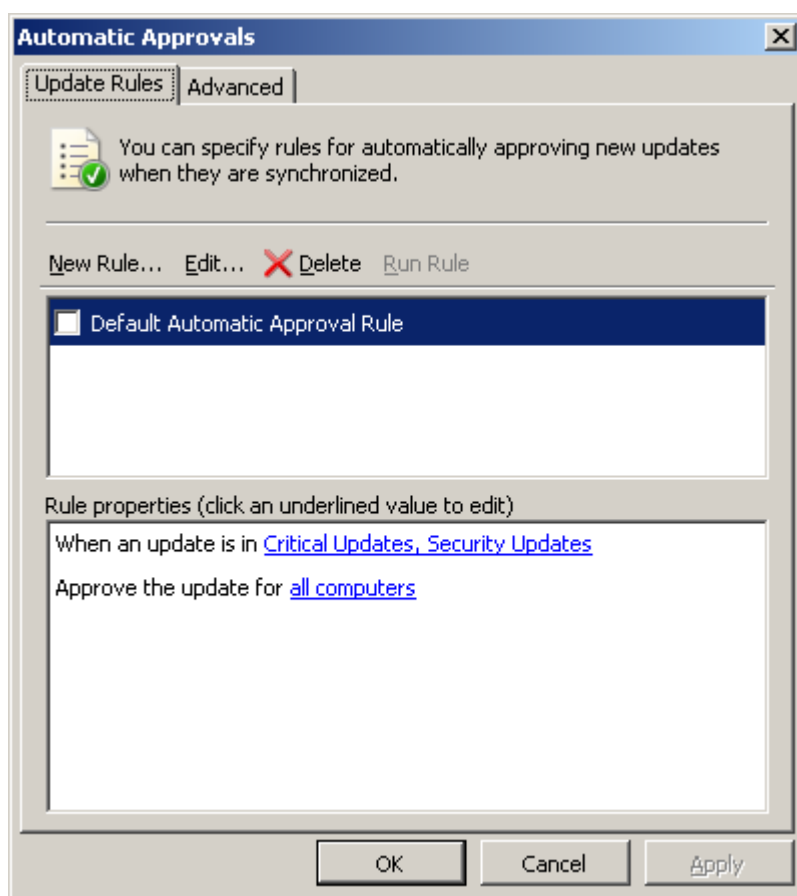 Automatic Approvals
Update Rules
Advanced
You can specify rules for automatically approving new updates
when they are synchronized.
New Rule... Edit... Delete Run Rule
Default Automatic Approval Rule
Rule properties (click an underlined value to edit)
When an update is in Critical Updates, Security Updates
Approve the update for all computers
OK Cancel Apply